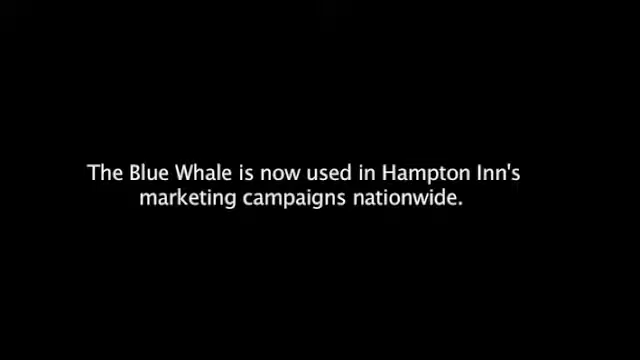 The Blue Whale is now used in Hampton Inn's
marketing campaigns nationwide.